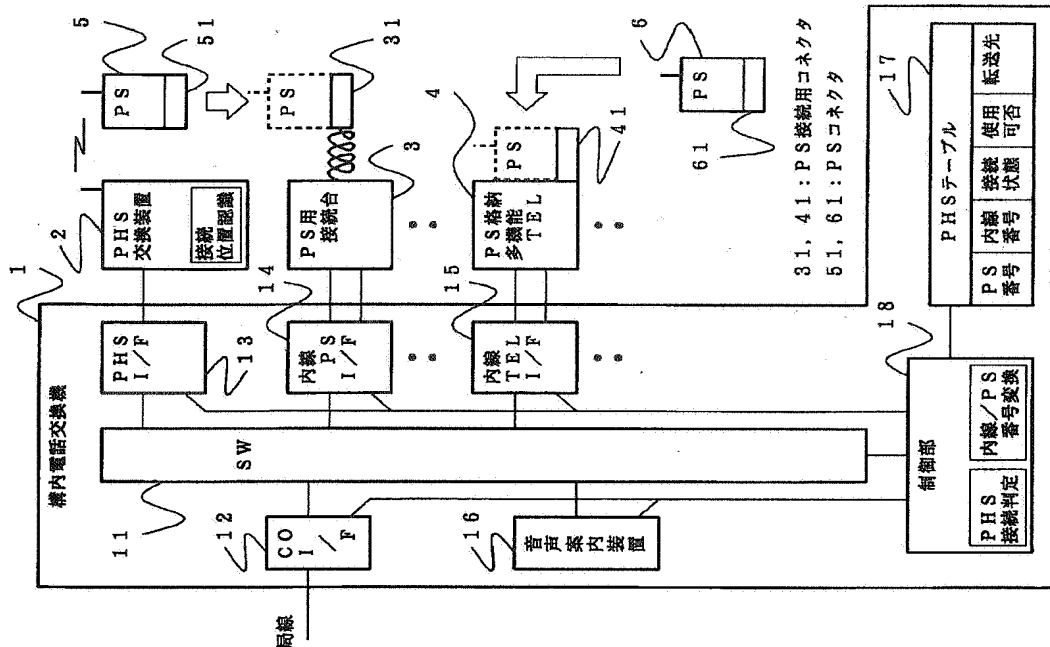 局線
構内電話交換機
1
11
SW
12
CO
I/F
16
音声案内装置
13
PHS
I/F
14
内線
PS
I/F
15
内線
TEL
I/F
2
PHS
交換装置
接続
位置認識
3
PS用
接続台
4
PS格納
多機能
TEL
5
PS
51
PS
31
PS
41
6
PS
61
31,41:PS接続用コネクタ
51,61:PSコネクタ
18
制御部
PHS
接続判定
内線/PS
番号変換
17
PHSテーブル
PS
番号
内線
番号
接続
状態
使用
可否
転送先